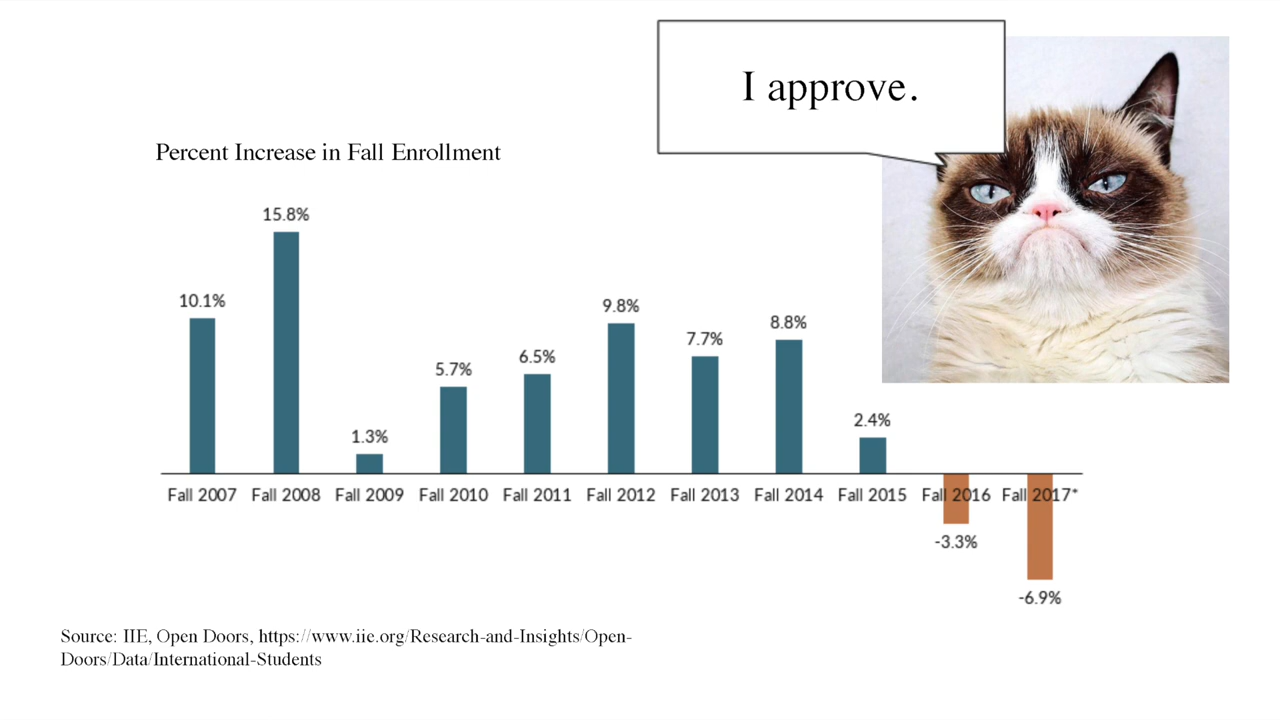 I approve.
Percent Increase in Fall Enrollment
15.8%
10.1%
9.8%
8.8%
7.7%
6.5%
5.7%
2.4%
1.3%
Fall 2007 Fall 2008 Fall 2009 Fall 2010 Fall 2011 Fall 2012 Fall 2013 Fall 2014 Fall 2015 Fall 2016 Fall 2017*
-3.3%
-6.9%
Source: IIE, Open Doors, https://www.iie.org/Research-and-Insights/Open-
Doors/Data/International-Students